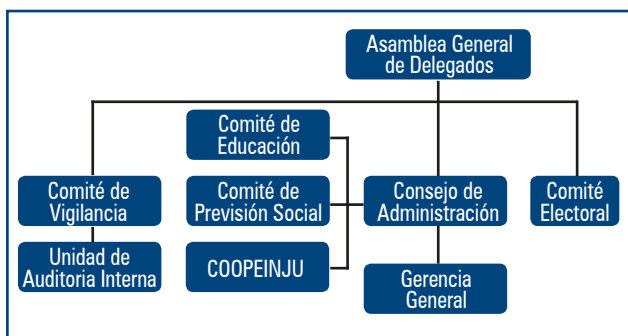 Asamblea General
de Delegados
Comité de
Educación
Comité de
Vigilancia
Comité de
Previsión Social
Consejo de
Administración
Comité
Electoral
Unidad de
Auditoria Interna
COOPEINJU
Gerencia
General